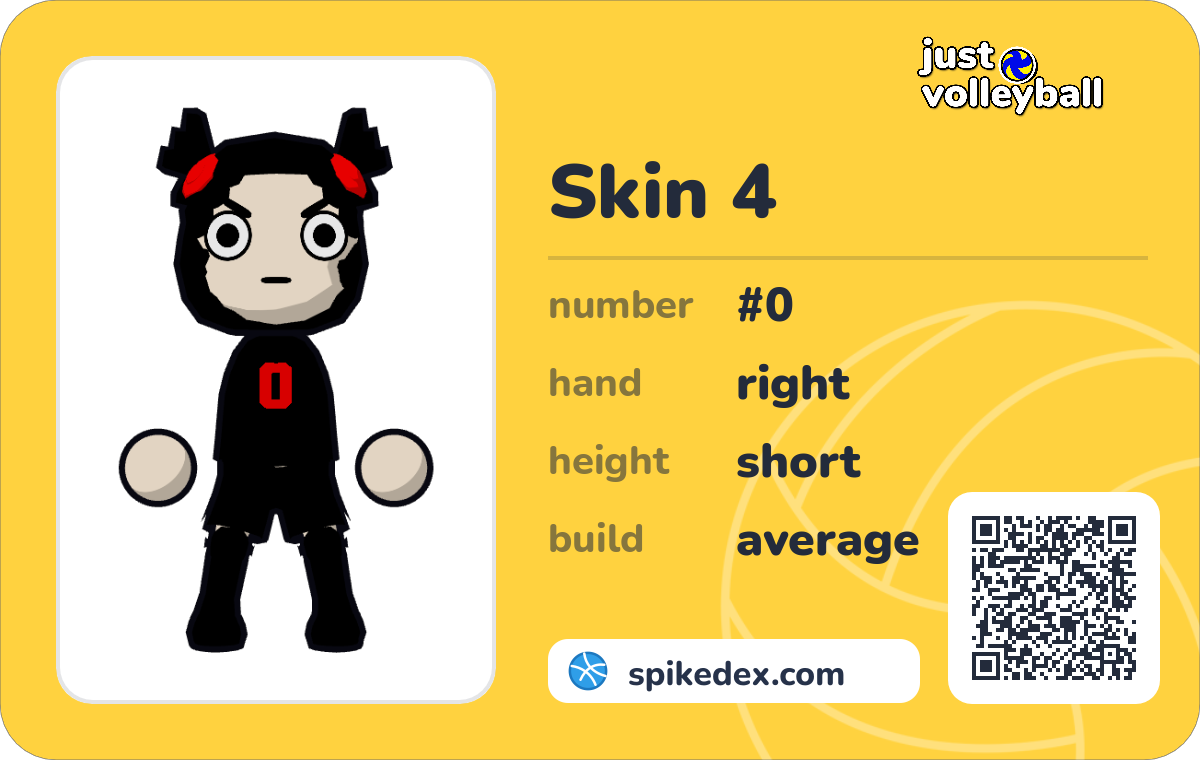 just
volleyball
Skin 4
number #0
hand right
height short
build average
0
spikedex.com